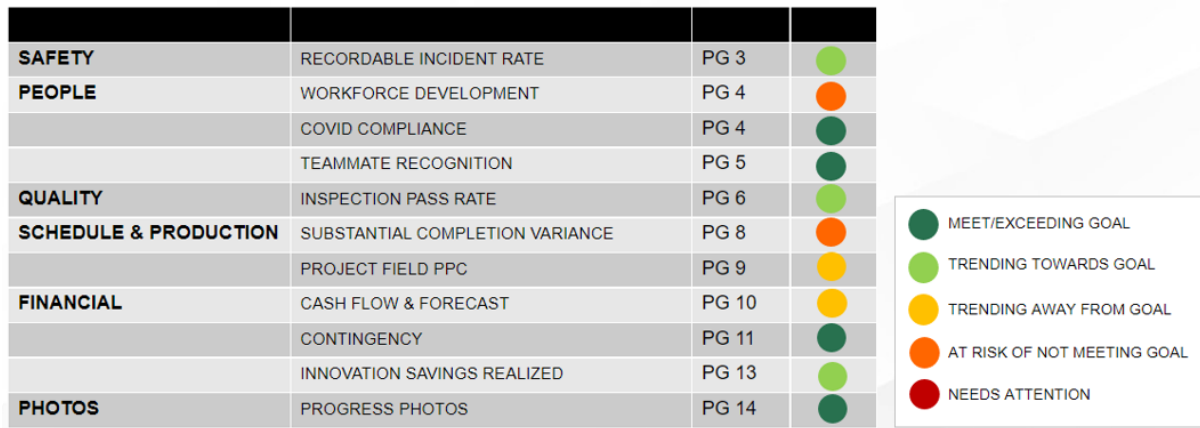 SAFETY RECORDABLE INCIDENT RATE PG 3
PEOPLE WORKFORCE DEVELOPMENT PG 4
COVID COMPLIANCE PG 4
TEAMMATE RECOGNITION PG 5
QUALITY INSPECTION PASS RATE PG 6
SCHEDULE & PRODUCTION SUBSTANTIAL COMPLETION VARIANCE PG 8
PROJECT FIELD PPC PG 9
FINANCIAL CASH FLOW & FORECAST PG 10
CONTINGENCY PG 11
INNOVATION SAVINGS REALIZED PG 13
PHOTOS PROGRESS PHOTOS PG 14
MEET/EXCEEDING GOAL
TRENDING TOWARDS GOAL
TRENDING AWAY FROM GOAL
AT RISK OF NOT MEETING GOAL
NEEDS ATTENTION